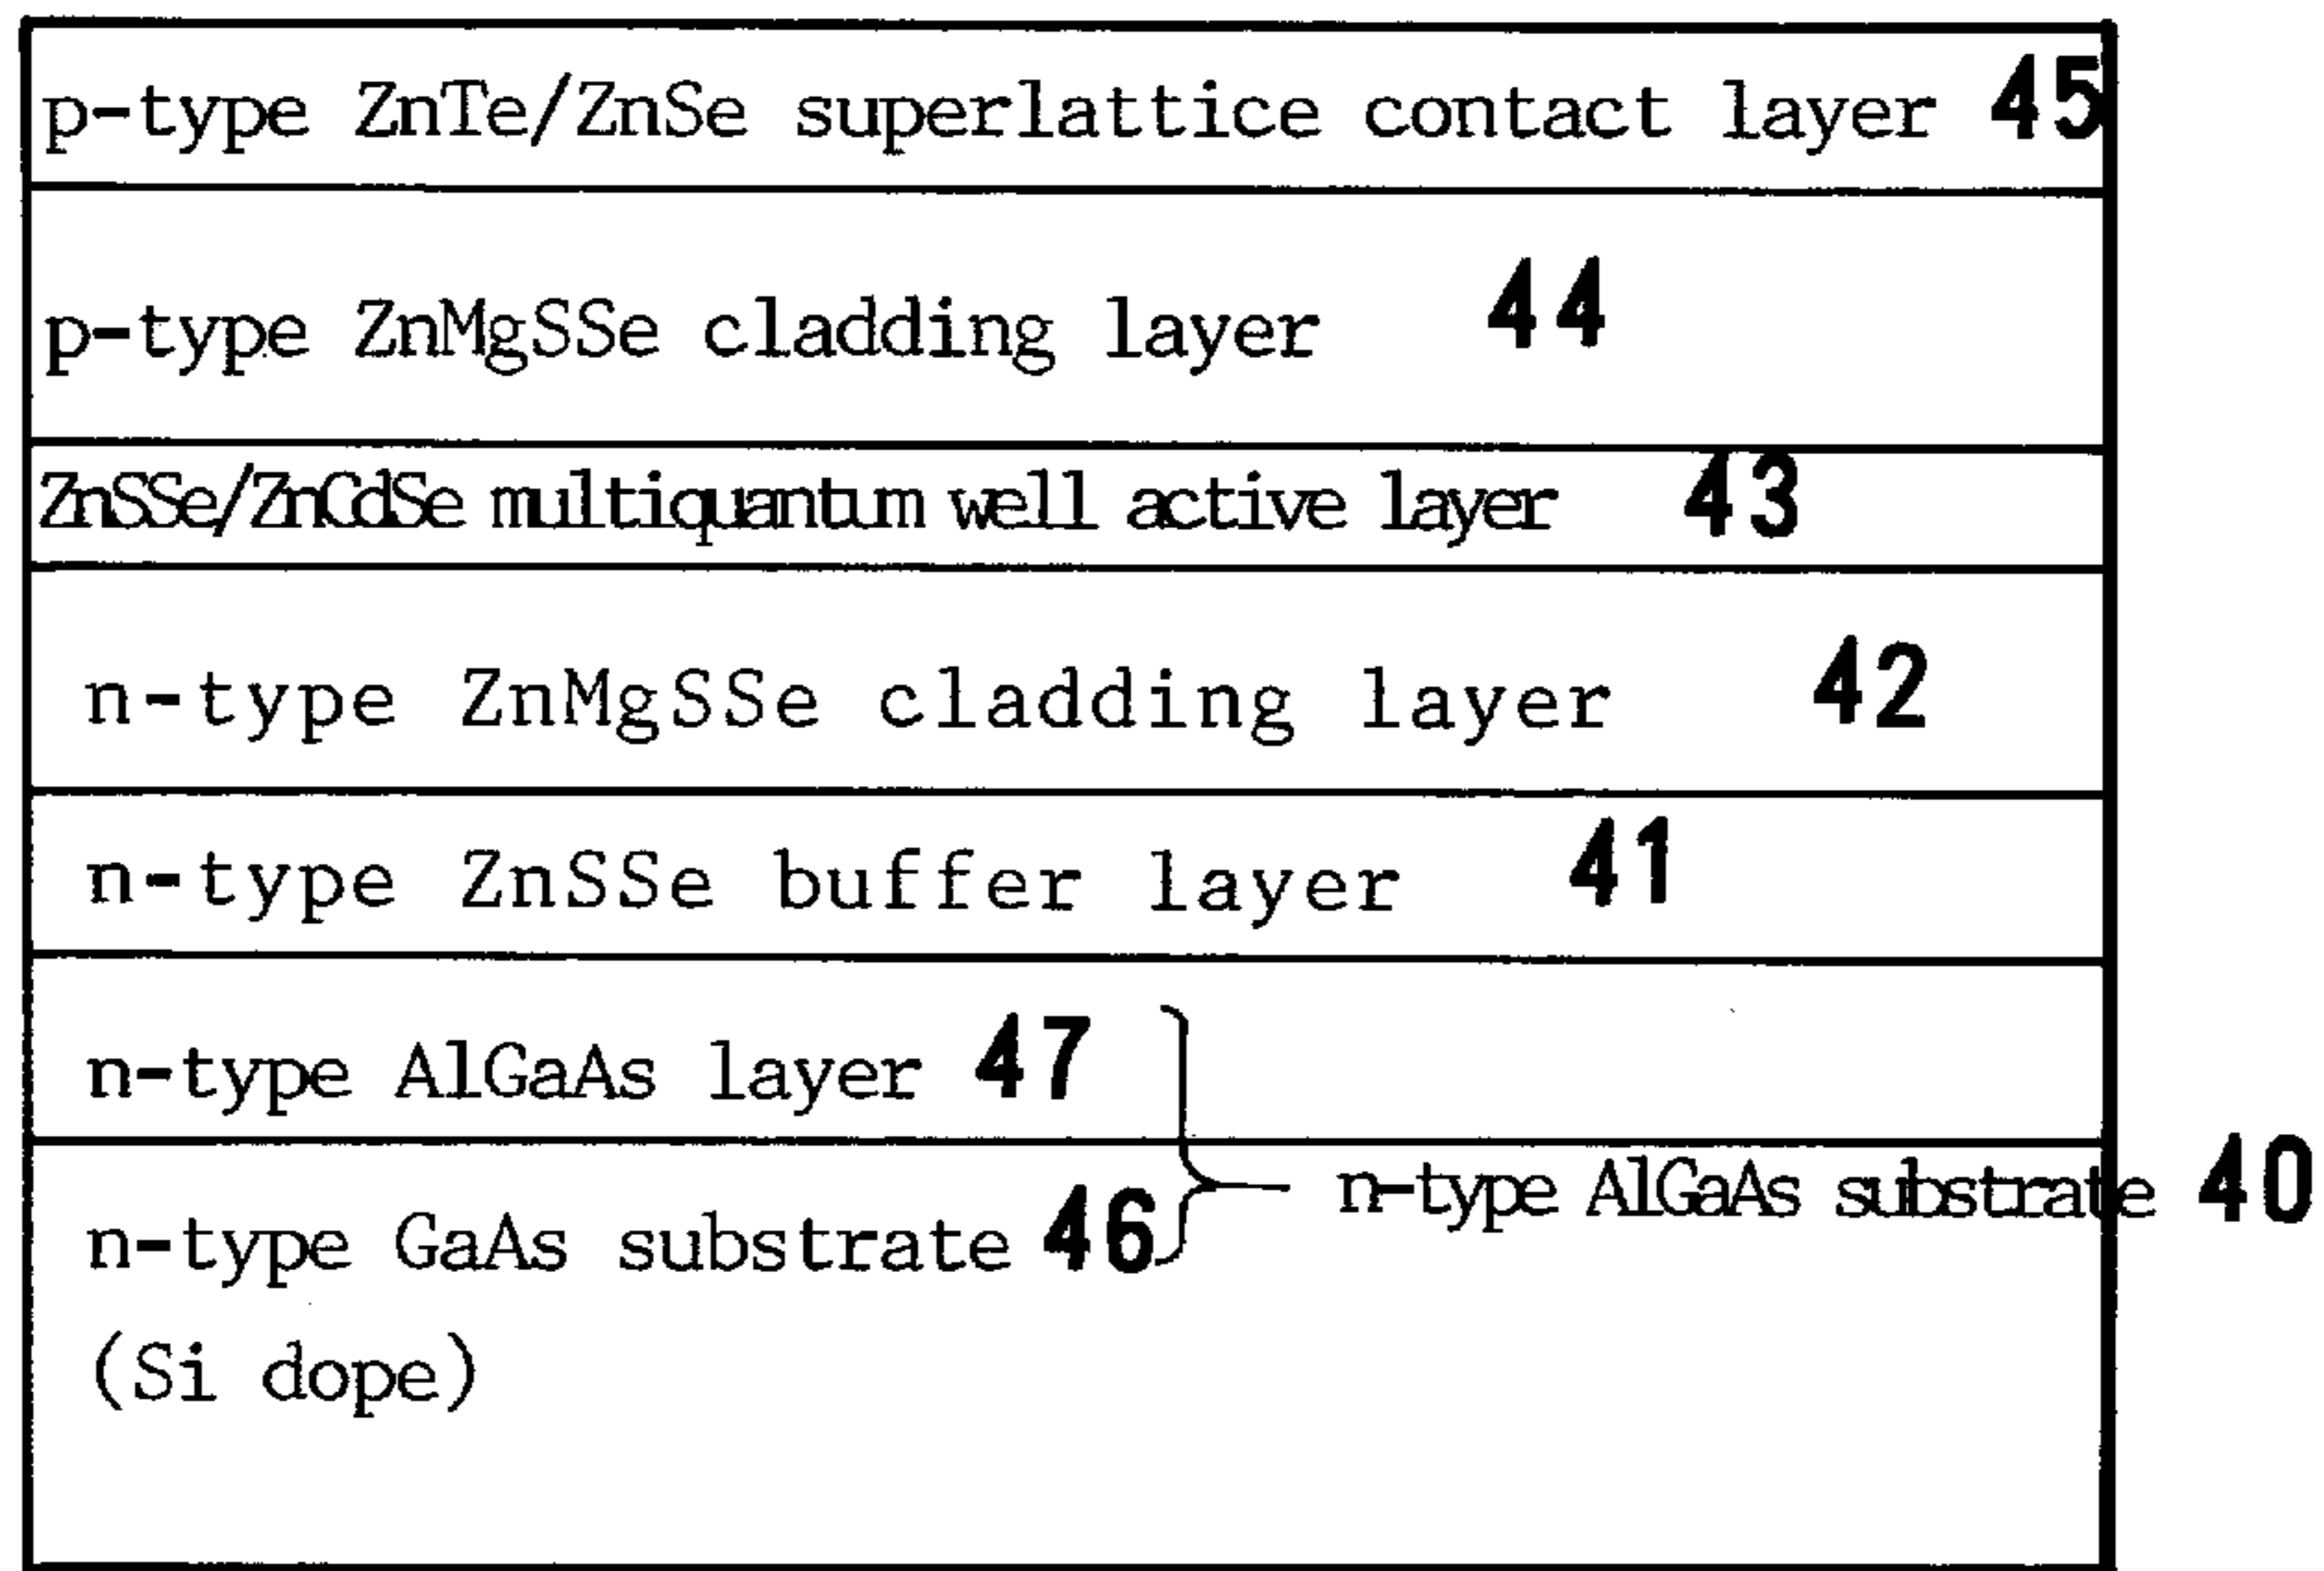 p-type ZnTe/ZnSe superlattice contact layer 45
p-type ZnMgSSe cladding layer 44
ZnSSe/ZnCdSe multiquantum well active layer 43
n-type ZnMgSSe cladding layer 42
n-type ZnSSe buffer layer 41
n-type AlGaAs layer 47
n-type AlGaAs substrate 40
n-type GaAs substrate 46
(Si dope)